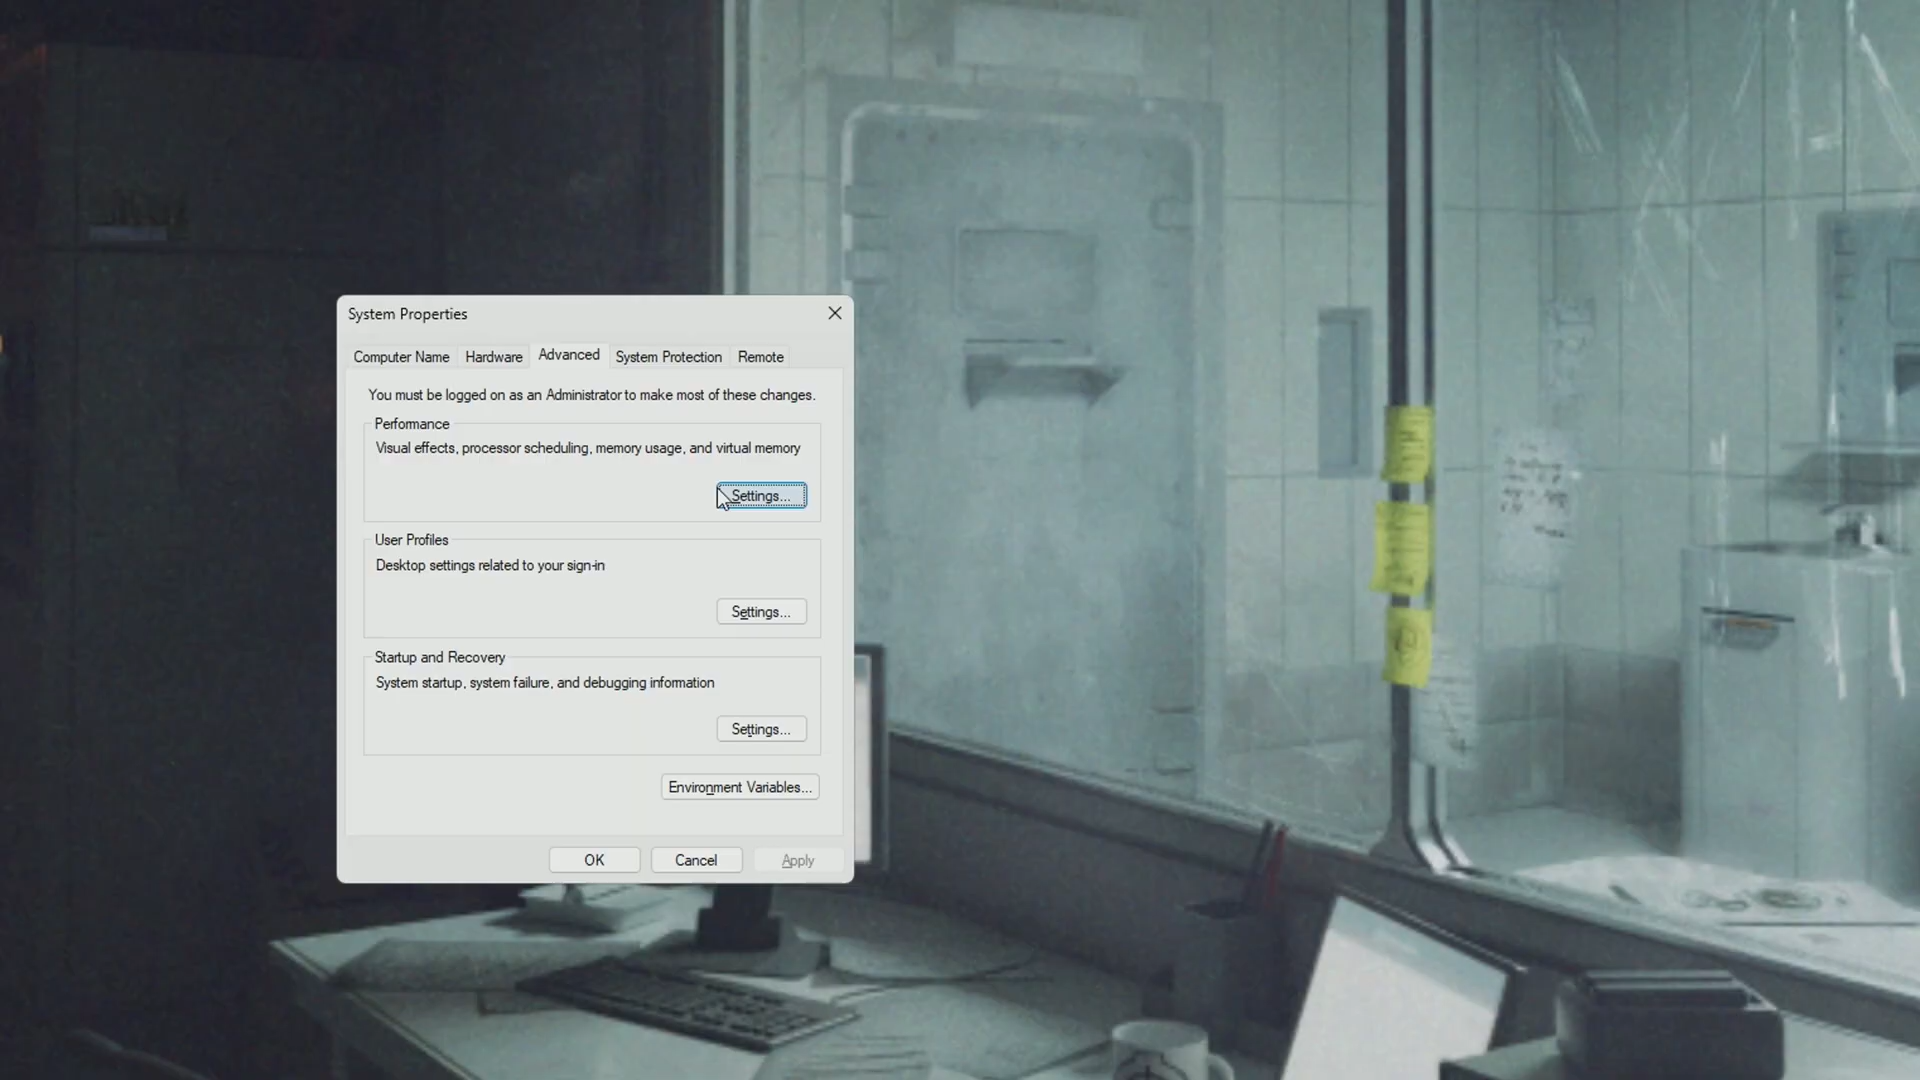 System Properties
Computer Name Hardware Advanced System Protection Remote
You must be logged on as an Administrator to make most of these changes.
Performance
Visual effects, processor scheduling, memory usage, and virtual memory
Settings...
User Profiles
Desktop settings related to your sign-in
Settings...
Startup and Recovery
System startup, system failure, and debugging information
Settings...
Environment Variables...
OK Cancel Apply